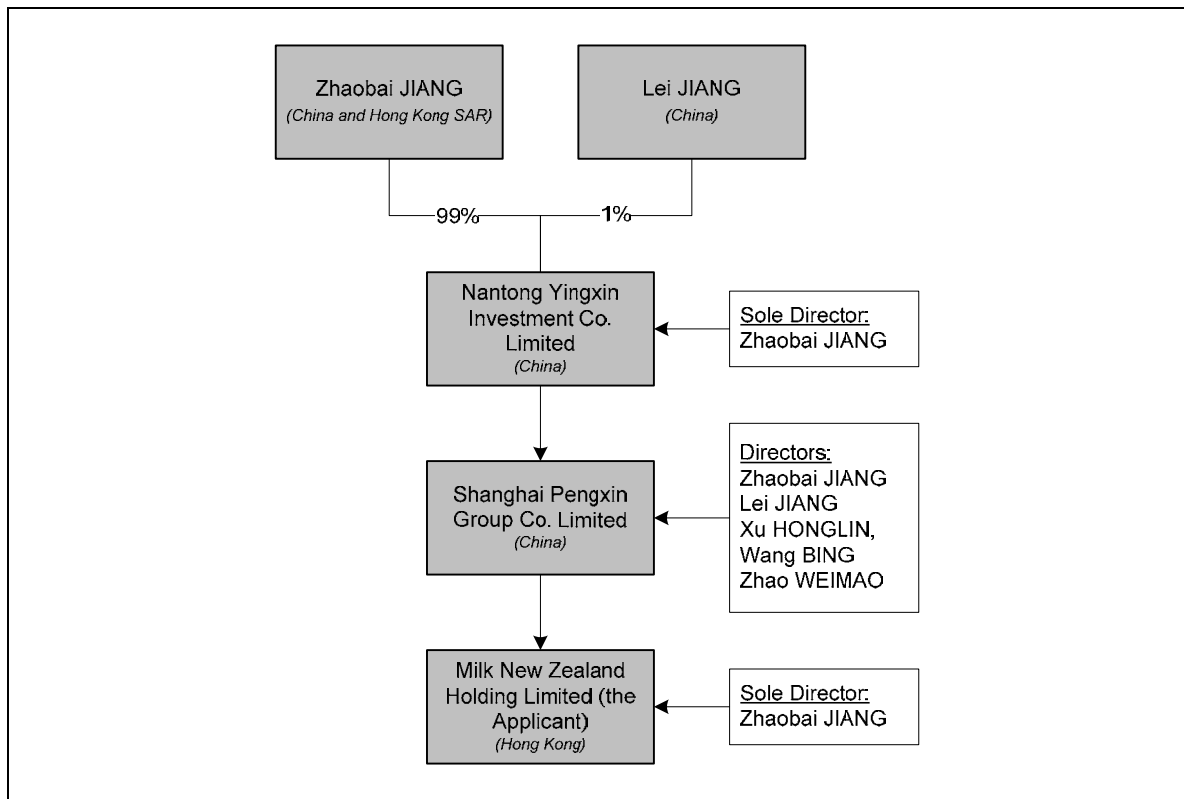 Zhaobai JIANG
(China and Hong Kong SAR)
Lei JIANG
(China)
99%
1%
Nantong Yingxin
Investment Co.
Limited
(China)
Sole Director:
Zhaobai JIANG
Shanghai Pengxin
Group Co. Limited
(China)
Directors:
Zhaobai JIANG
Lei JIANG
Xu HONGLIN,
Wang BING
Zhao WEIMAO
Milk New Zealand
Holding Limited (the
Applicant)
(Hong Kong)
Sole Director:
Zhaobai JIANG